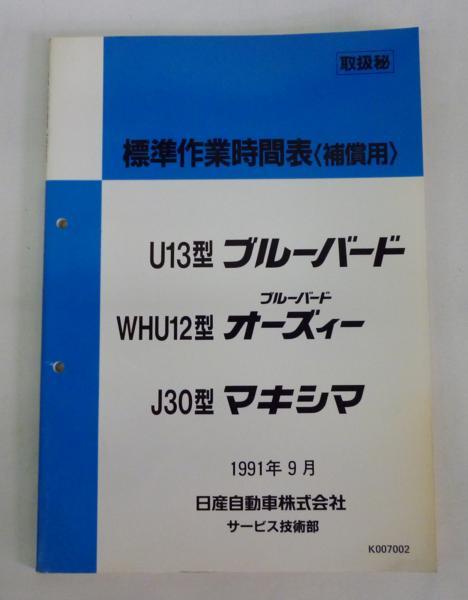 取扱秘
標準作業時間表〈補償用〉
U13型 ブルーバード
ブルーバード
WHU12型 オーズィー
J30型 マキシマ
1991年9月
日産自動車株式会社
サービス技術部
K007002